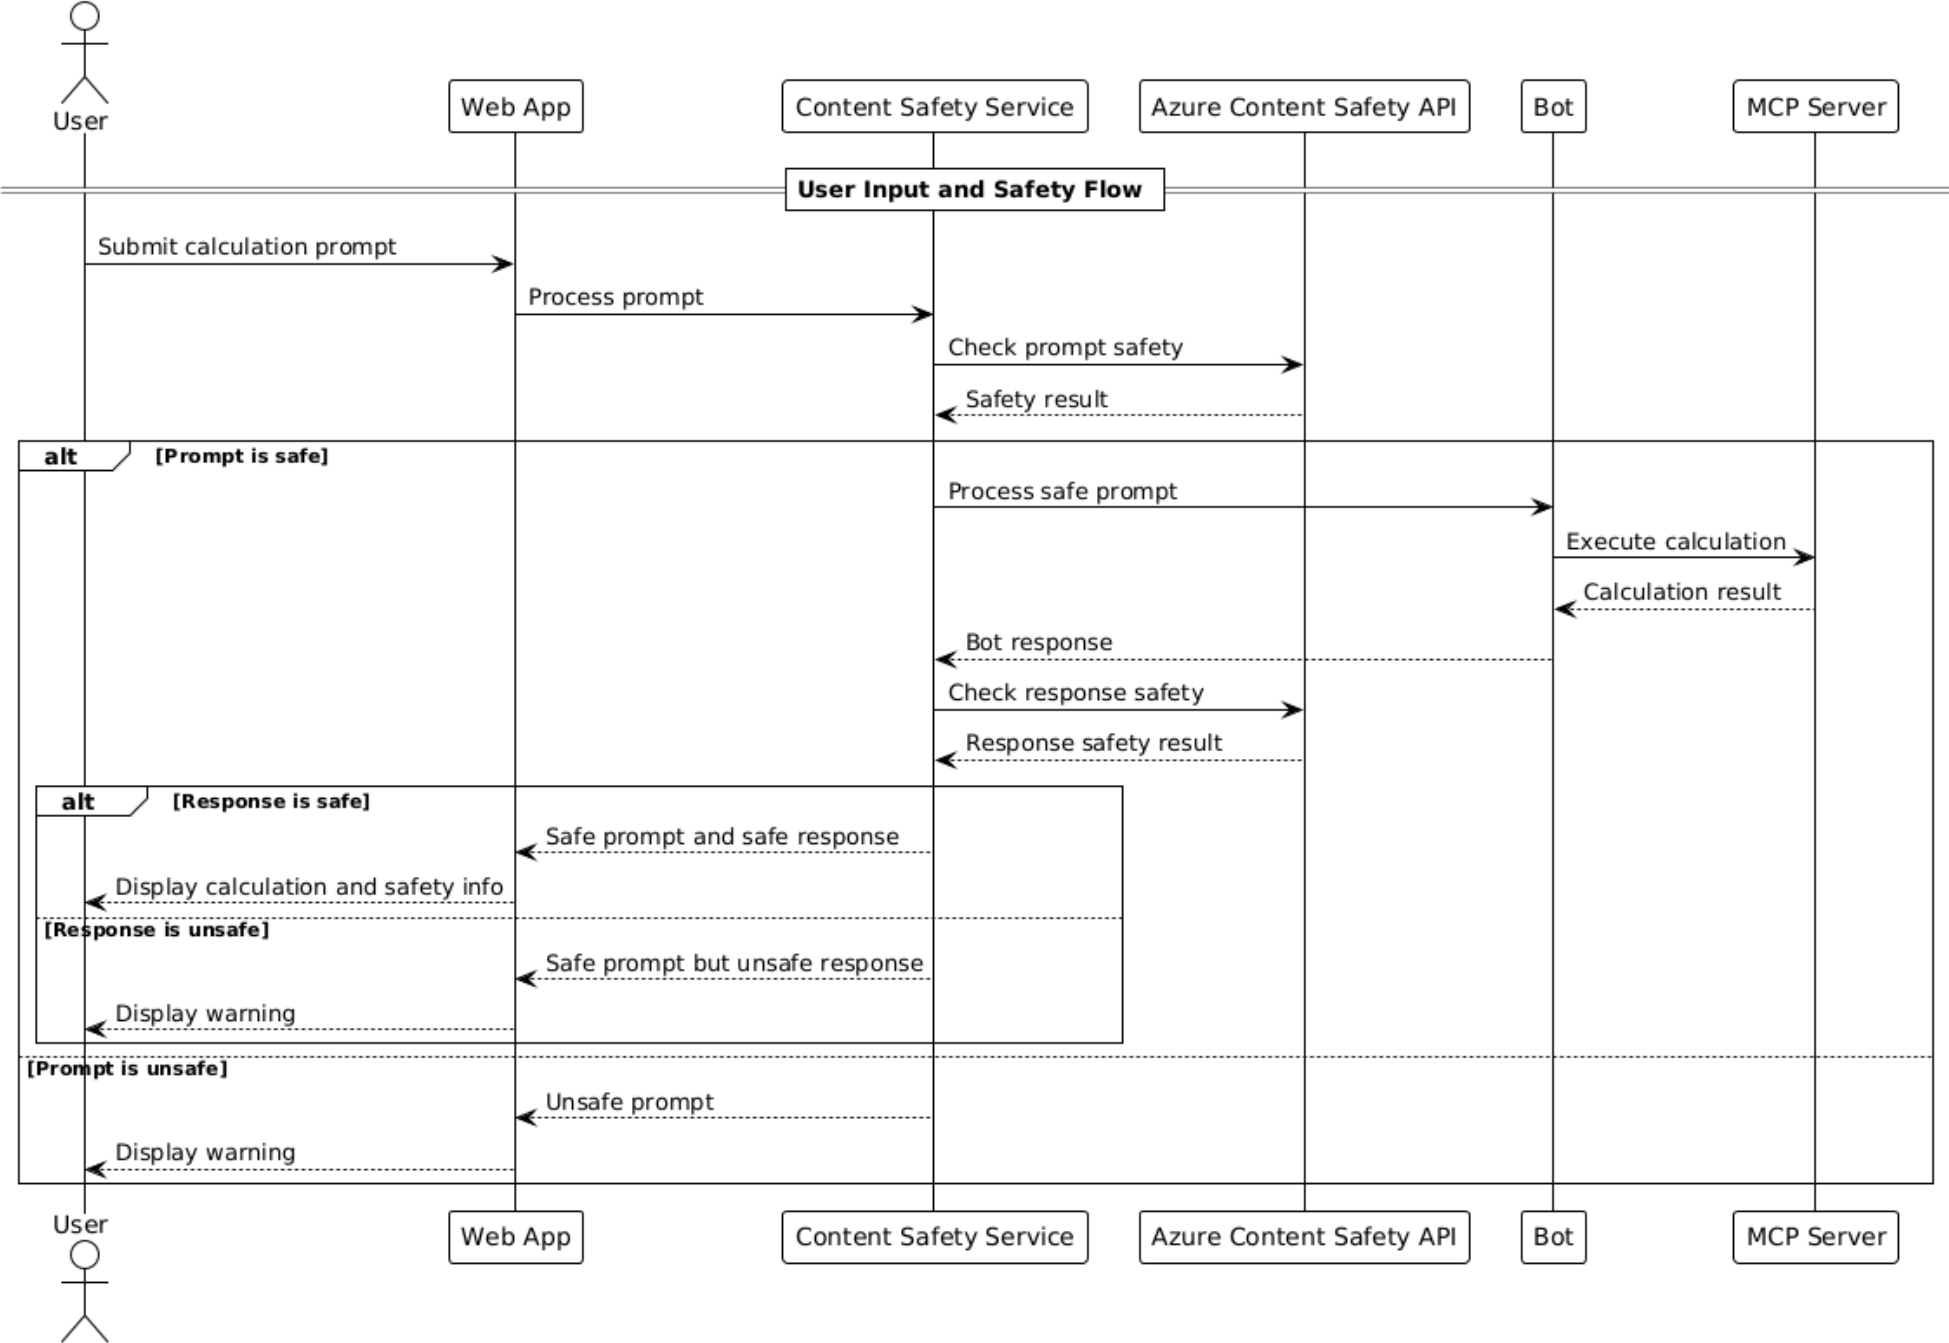 User
Web App
Content Safety Service
Azure Content Safety API
Bot
MCP Server
User Input and Safety Flow
Submit calculation prompt
Process prompt
Check prompt safety
Safety result
alt
[Prompt is safe]
Process safe prompt
Execute calculation
Calculation result
Bot response
Check response safety
Response safety result
alt
[Response is safe]
Safe prompt and safe response
Display calculation and safety info
[Response is unsafe]
Safe prompt but unsafe response
Display warning
[Prompt is unsafe]
Unsafe prompt
Display warning
User
Web App
Content Safety Service
Azure Content Safety API
Bot
MCP Server